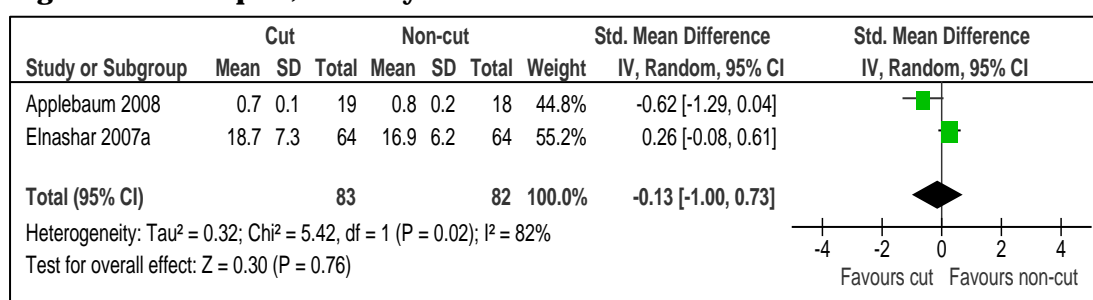 Cut Non-cut Std. Mean Difference Std. Mean Difference
Study or Subgroup Mean SD Total Mean SD Total Weight IV, Random, 95% CI IV, Random, 95% CI
Applebaum 2008 0.7 0.1 19 0.8 0.2 18 44.8% -0.62 [-1.29, 0.04]
Elnashar 2007a 18.7 7.3 64 16.9 6.2 64 55.2% 0.26 [-0.08, 0.61]
Total (95% CI) 83 82 100.0% -0.13 [-1.00, 0.73]
Heterogeneity: Tau² = 0.32; Chi² = 5.42, df = 1 (P = 0.02); I² = 82%
Test for overall effect: Z = 0.30 (P = 0.76)
-4 -2 0 2 4
Favours cut Favours non-cut